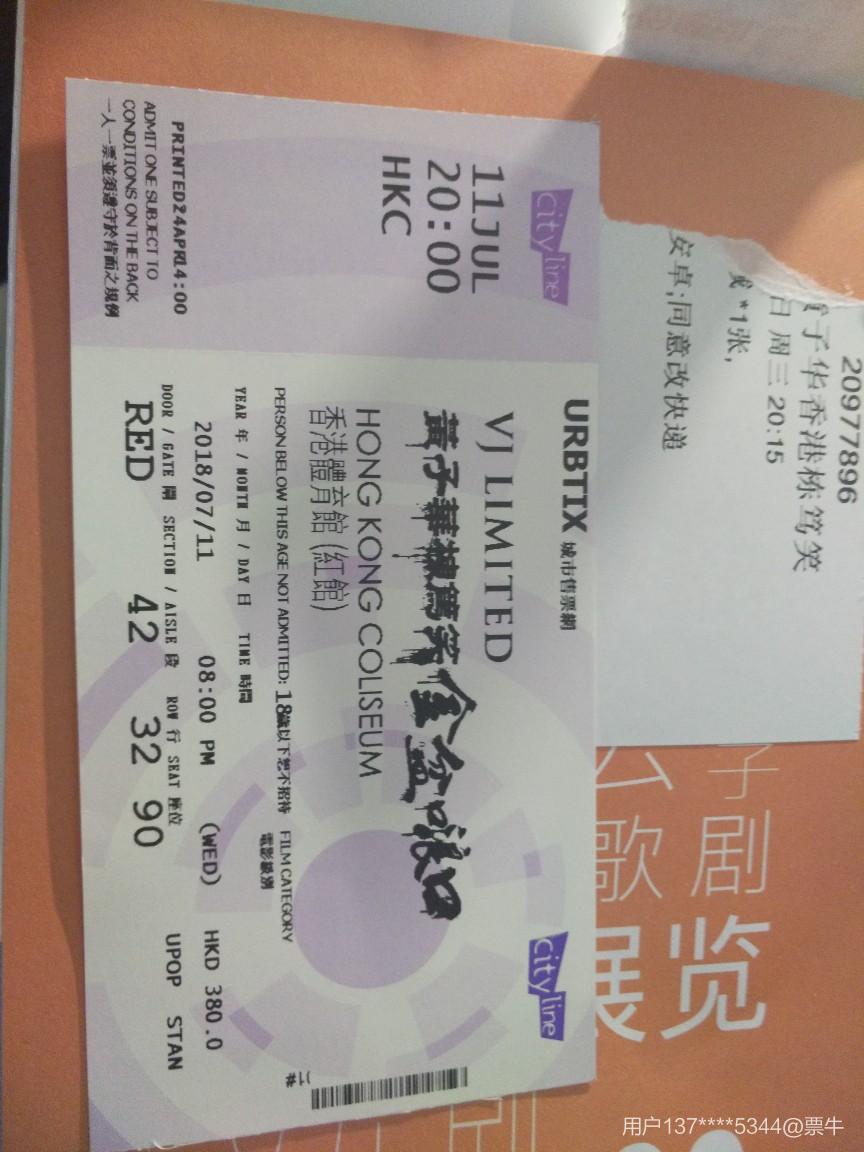 cityline
11JUL
20:00
HKC
PRINTED24APR14:00
ADMIT ONE SUBJECT TO
CONDITIONS ON THE BACK
一人一票並須遵守於背面之規例
URBTIX 城市售票網
VJ LIMITED
黃子華棟篤笑金盆啷口
HONG KONG COLISEUM
香港體育館 (紅館)
PERSON BELOW THIS AGE NOT ADMITTED: 18歲以下恕不招待 FILM CATEGORY
電影級別
YEAR 年 / MONTH 月 / DAY 日 TIME 時間
2018/07/11 08:00 PM (WED) HKD 380.0
DOOR / GATE 閘 SECTION / AISLE 段 ROW 行 SEAT 座位
RED 42 32 90
UPOP STAN
cityline
20977896
子华香港栋笃笑
日 周三 20:15
*1张,
安卓;同意改快递
子剧
歌
展览
用户137****5344@票牛